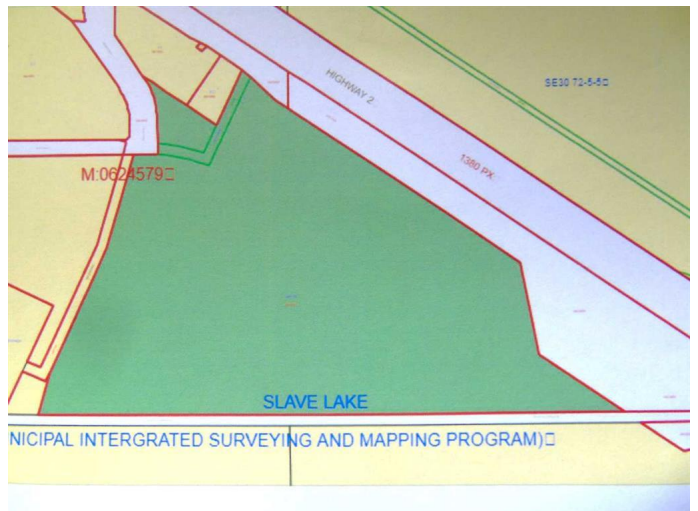 HIGHWAY 2
SE30 72-5-5
1380 PX.
M:0624579
SLAVE LAKE
NICIPAL INTERGRATED SURVEYING AND MAPPING PROGRAM)